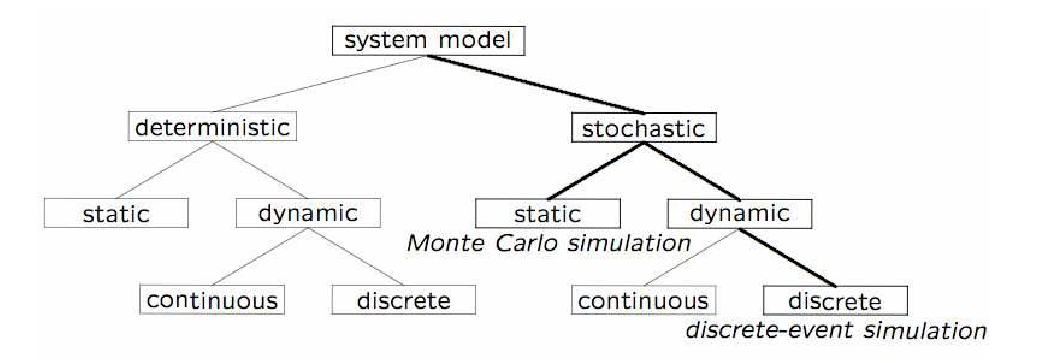 system model
deterministic
stochastic
static
dynamic
static
dynamic
Monte Carlo simulation
continuous
discrete
continuous
discrete
discrete-event simulation